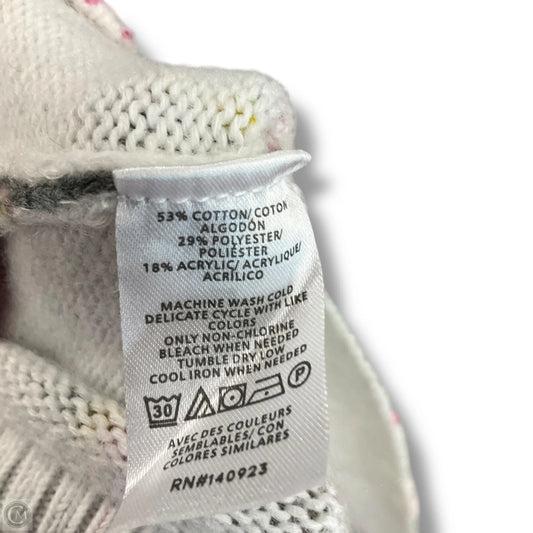 53% COTTON/COTON
ALGODÓN
29% POLYESTER/
POLIÉSTER
18% ACRYLIC/ACRYLIQUE/
ACRÍLICO
MACHINE WASH COLD
DELICATE CYCLE WITH LIKE
COLORS
ONLY NON-CHLORINE
BLEACH WHEN NEEDED
TUMBLE DRY LOW
COOL IRON WHEN NEEDED
30 P
AVEC DES COULEURS
SEMBLABLES/CON
COLORES SIMILARES
RN#140923